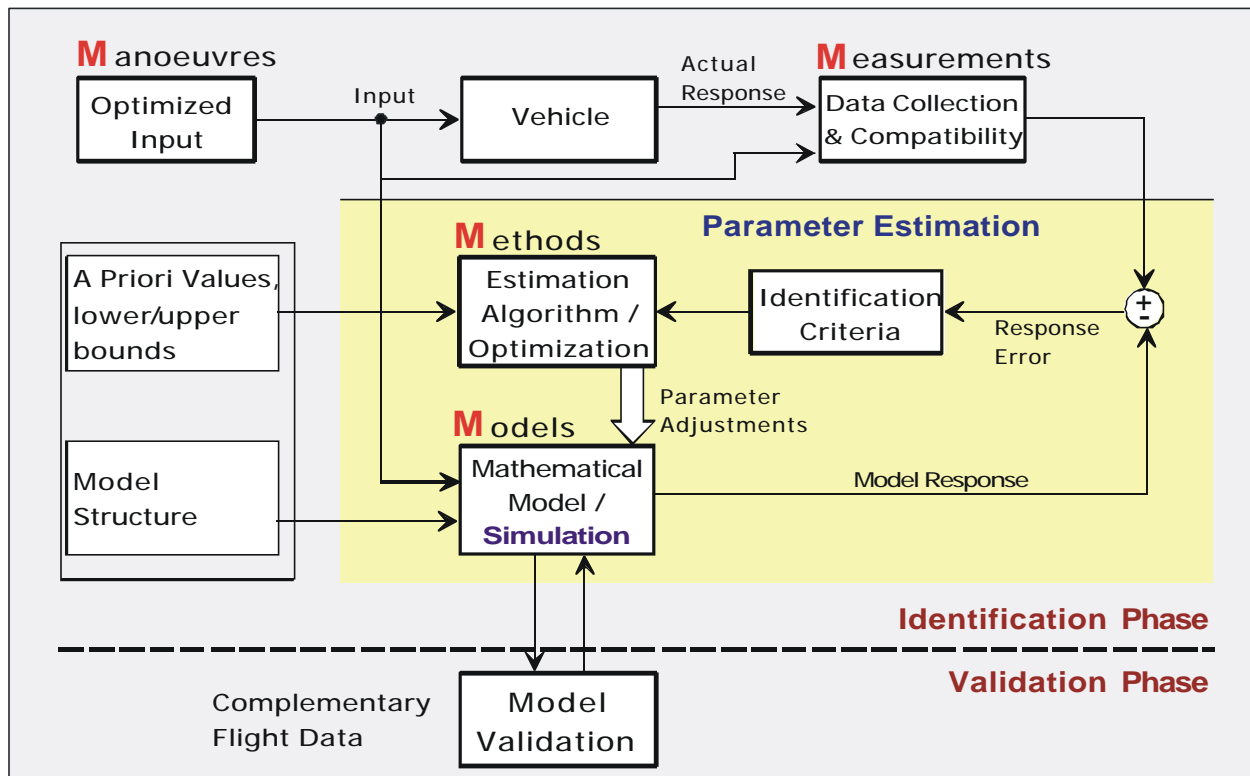 Manoeuvres
Optimized
Input
Input
Vehicle
Actual
Response
Measurements
Data Collection
& Compatibility
Parameter Estimation
A Priori Values,
lower/upper
bounds
Methods
Estimation
Algorithm /
Optimization
Identification
Criteria
+
-
Response
Error
Parameter
Adjustments
Model
Structure
Models
Mathematical
Model /
Simulation
Model Response
Identification Phase
Validation Phase
Complementary
Flight Data
Model
Validation